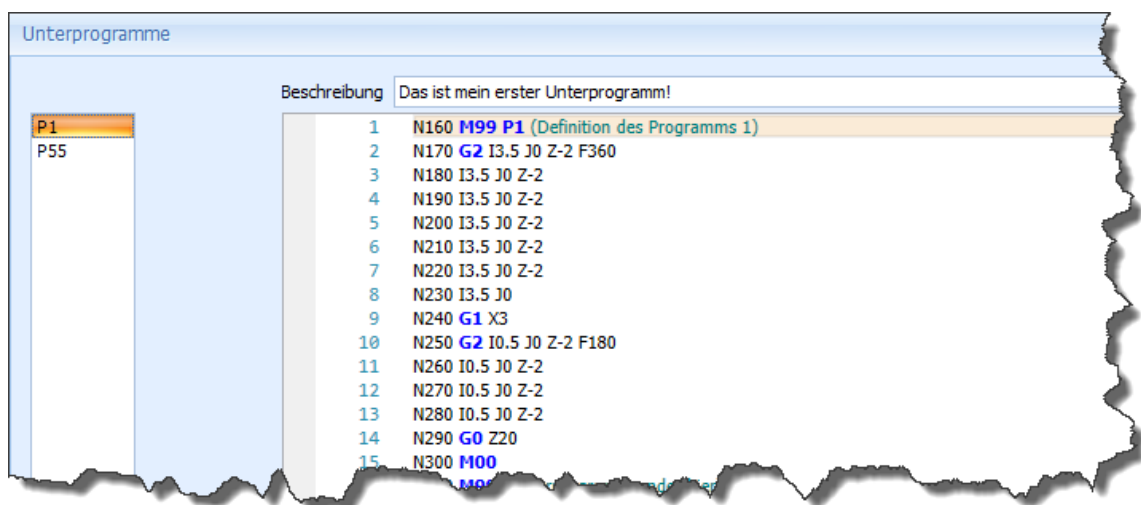 Unterprogramme
Beschreibung Das ist mein erster Unterprogramm!
P1
P55
1 N160 M99 P1 (Definition des Programms 1)
2 N170 G2 I3.5 J0 Z-2 F360
3 N180 I3.5 J0 Z-2
4 N190 I3.5 J0 Z-2
5 N200 I3.5 J0 Z-2
6 N210 I3.5 J0 Z-2
7 N220 I3.5 J0 Z-2
8 N230 I3.5 J0
9 N240 G1 X3
10 N250 G2 I0.5 J0 Z-2 F180
11 N260 I0.5 J0 Z-2
12 N270 I0.5 J0 Z-2
13 N280 I0.5 J0 Z-2
14 N290 G0 Z20
15 N300 M00